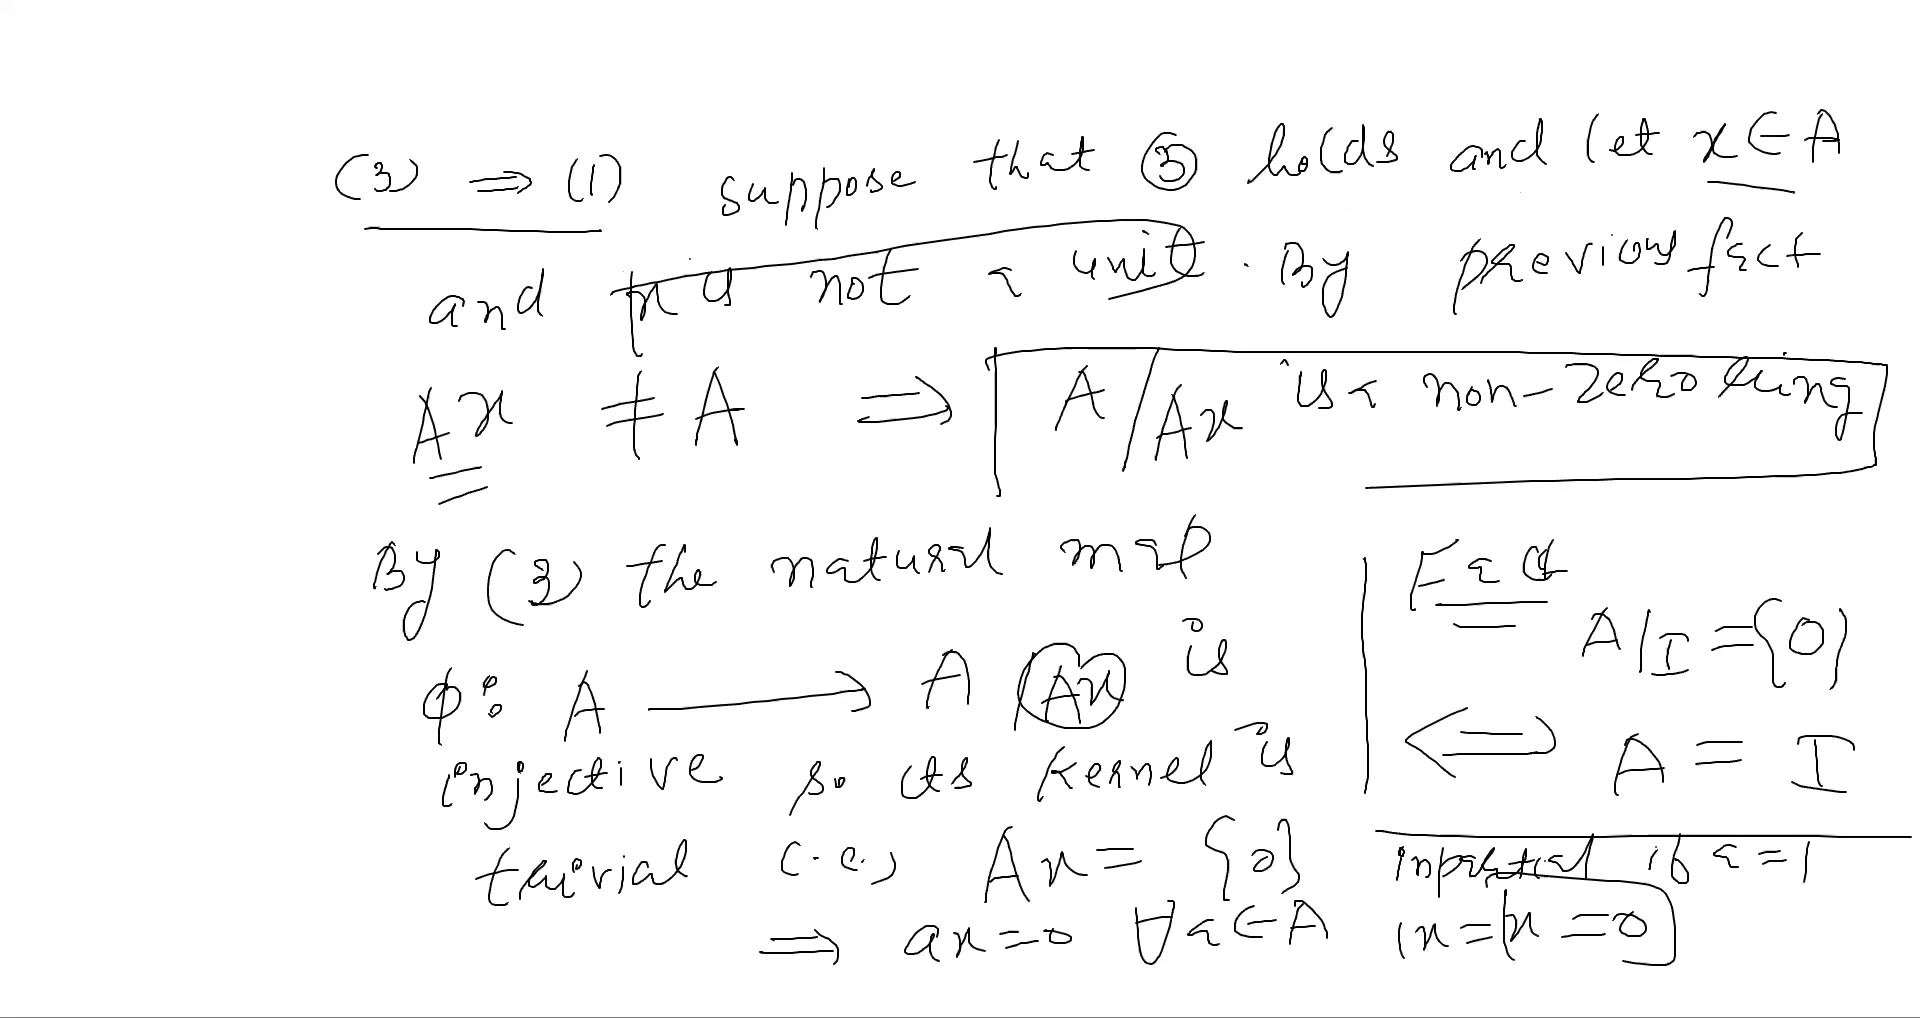 (3) ⇒ (1) suppose that ③ holds and let x ∈ A
and x is not a unit. By previous fact
Ax ≠ A ⇒ A/Ax is a non-zero ring
By (3) the natural map
φ: A ⟶ A/Ax is
injective so its kernel is
trivial i.e., Ax = {0}
⇒ ax = 0 ∀ a ∈ A
Fact
A/I = {0}
⟺ A = I
if a = 1
1x = x = 0